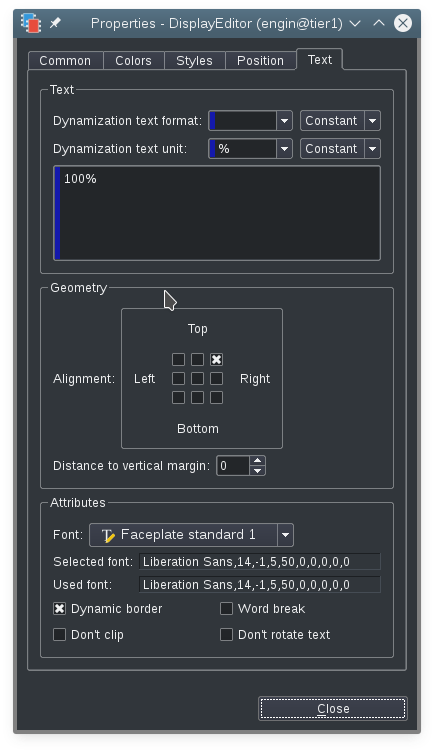 Properties - DisplayEditor (engin@tier1)
Common Colors Styles Position Text
Text
Dynamization text format: Constant
Dynamization text unit: % Constant
100%
Geometry
Top
Alignment: Left Right
Bottom
Distance to vertical margin: 0
Attributes
Font: Faceplate standard 1
Selected font: Liberation Sans,14,-1,5,50,0,0,0,0,0
Used font: Liberation Sans,14,-1,5,50,0,0,0,0,0
Dynamic border Word break
Don't clip Don't rotate text
Close